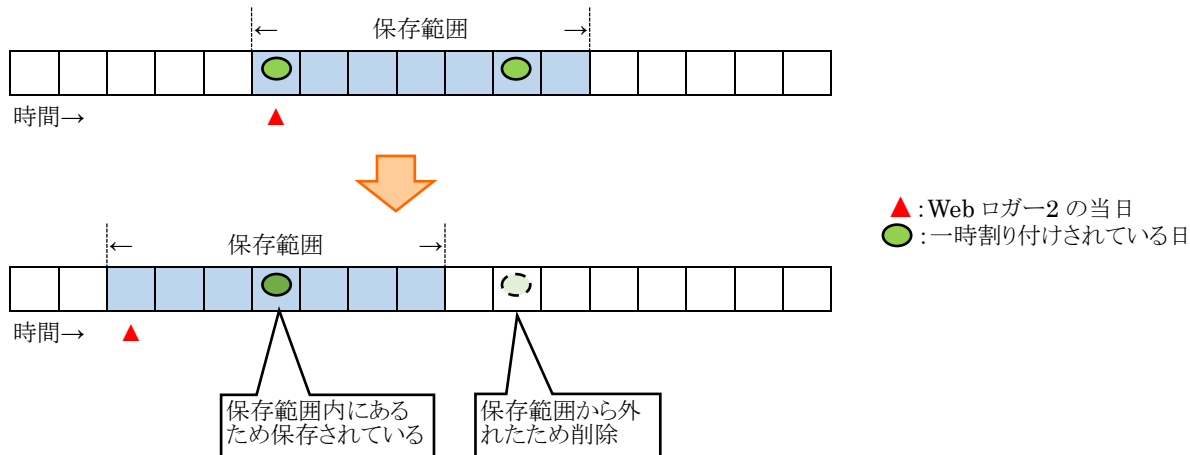 ← 保存範囲 →
時間→
▲
← 保存範囲 →
時間→
▲
▲:Web ロガー2 の当日
:一時割り付けされている日
保存範囲内にある
ため保存されている
保存範囲から外
れたため削除